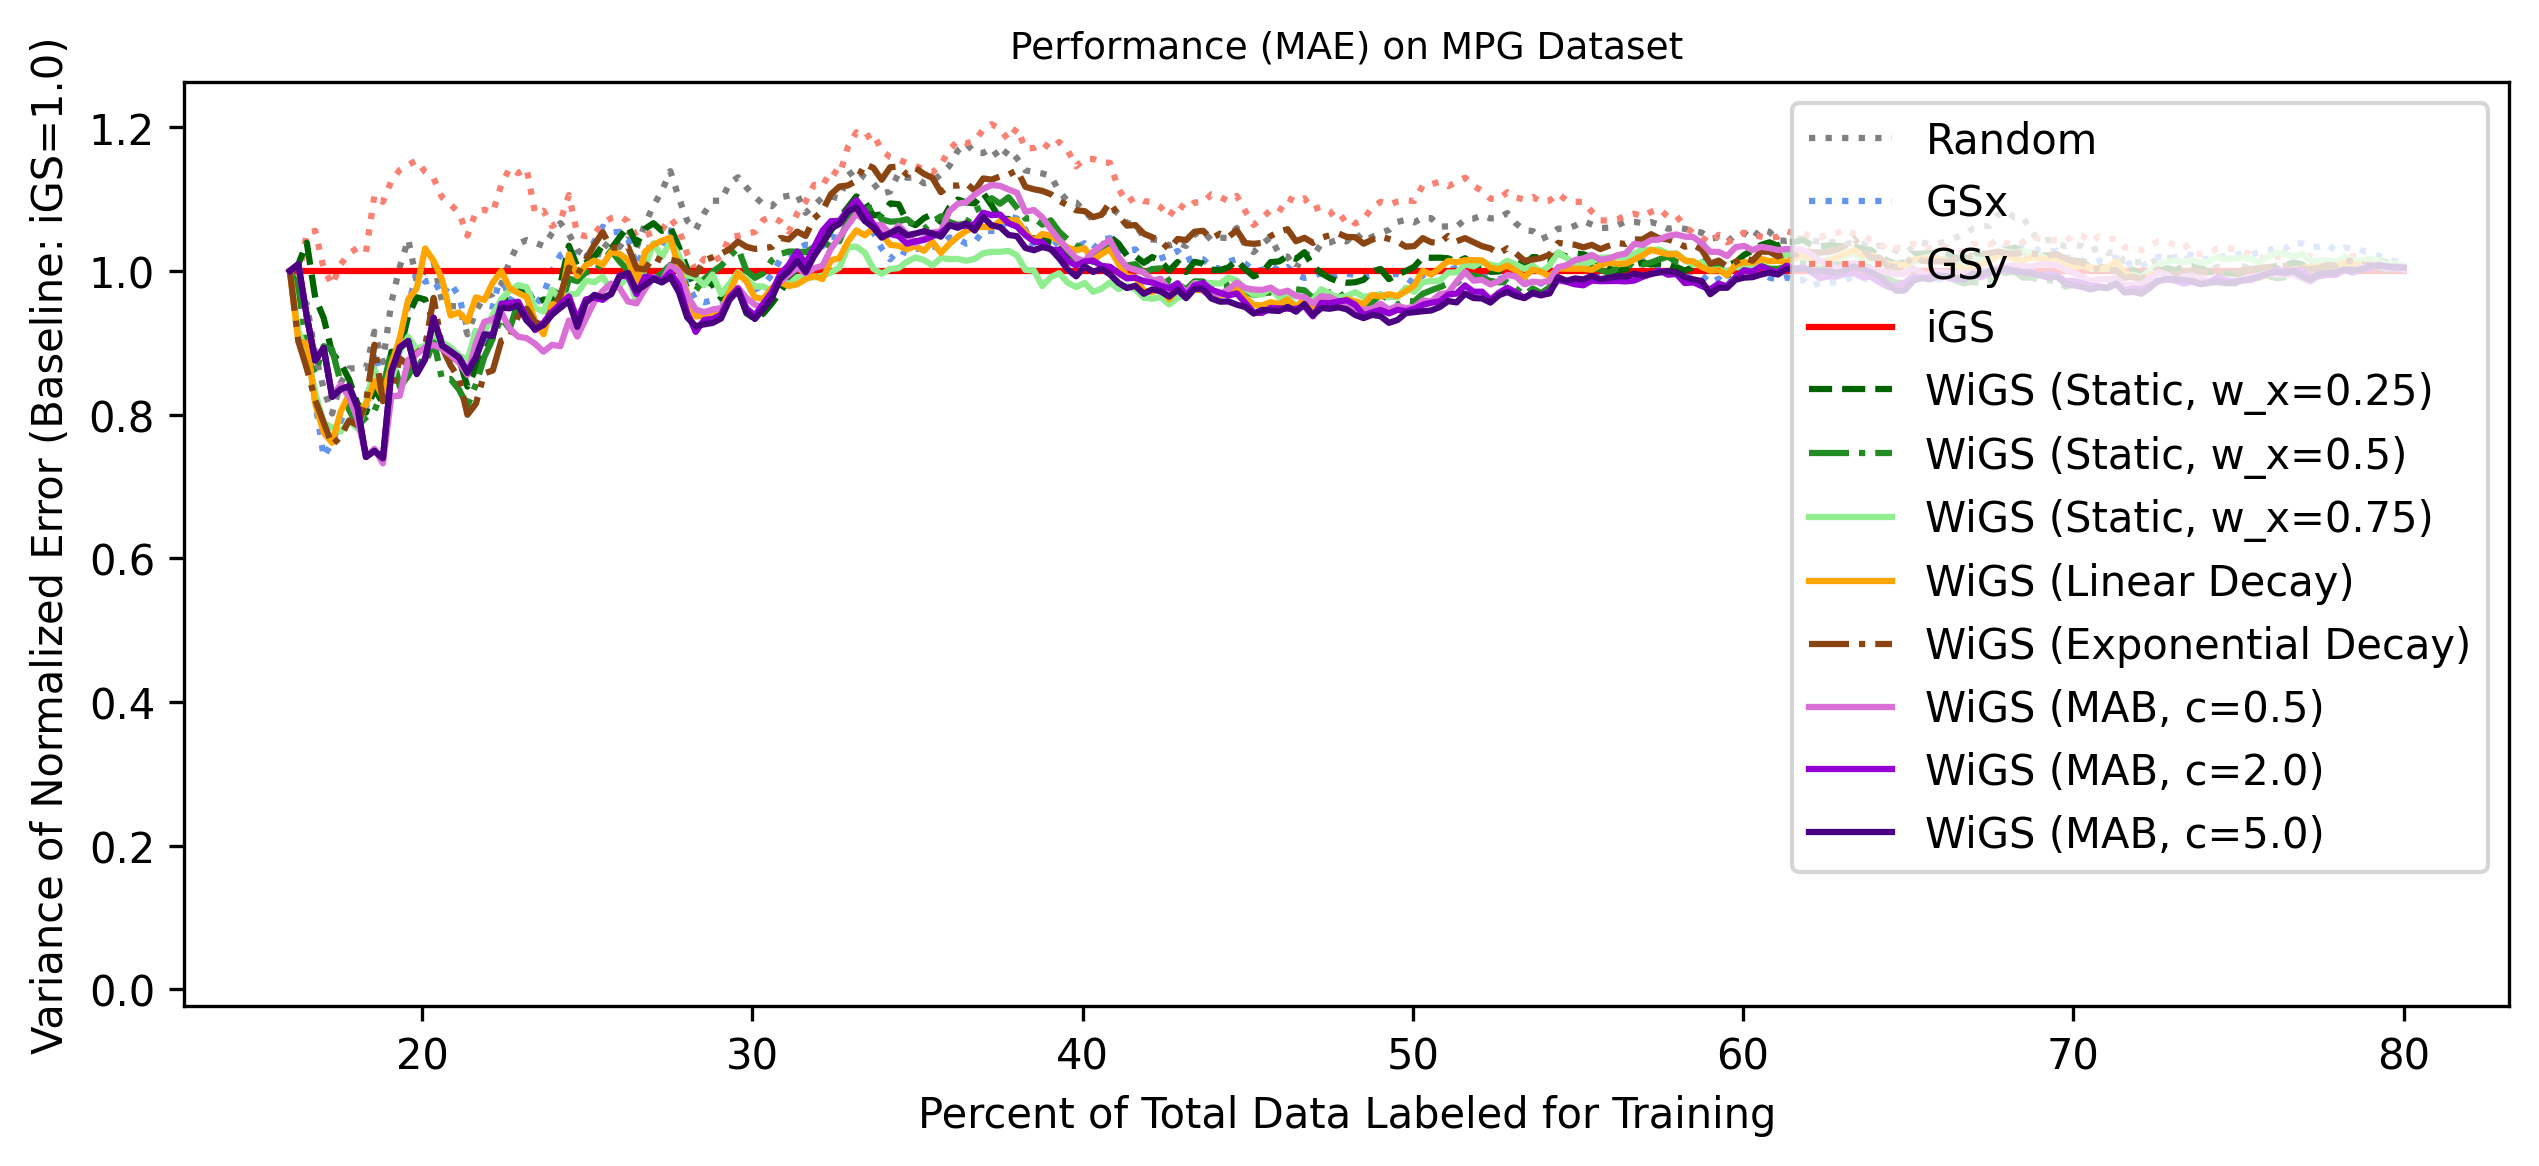 Performance (MAE) on MPG Dataset
Variance of Normalized Error (Baseline: iGS=1.0)
1.2
1.0
0.8
0.6
0.4
0.2
0.0
Random
GSx
GSy
iGS
WiGS (Static, w_x=0.25)
WiGS (Static, w_x=0.5)
WiGS (Static, w_x=0.75)
WiGS (Linear Decay)
WiGS (Exponential Decay)
WiGS (MAB, c=0.5)
WiGS (MAB, c=2.0)
WiGS (MAB, c=5.0)
20 30 40 50 60 70 80
Percent of Total Data Labeled for Training